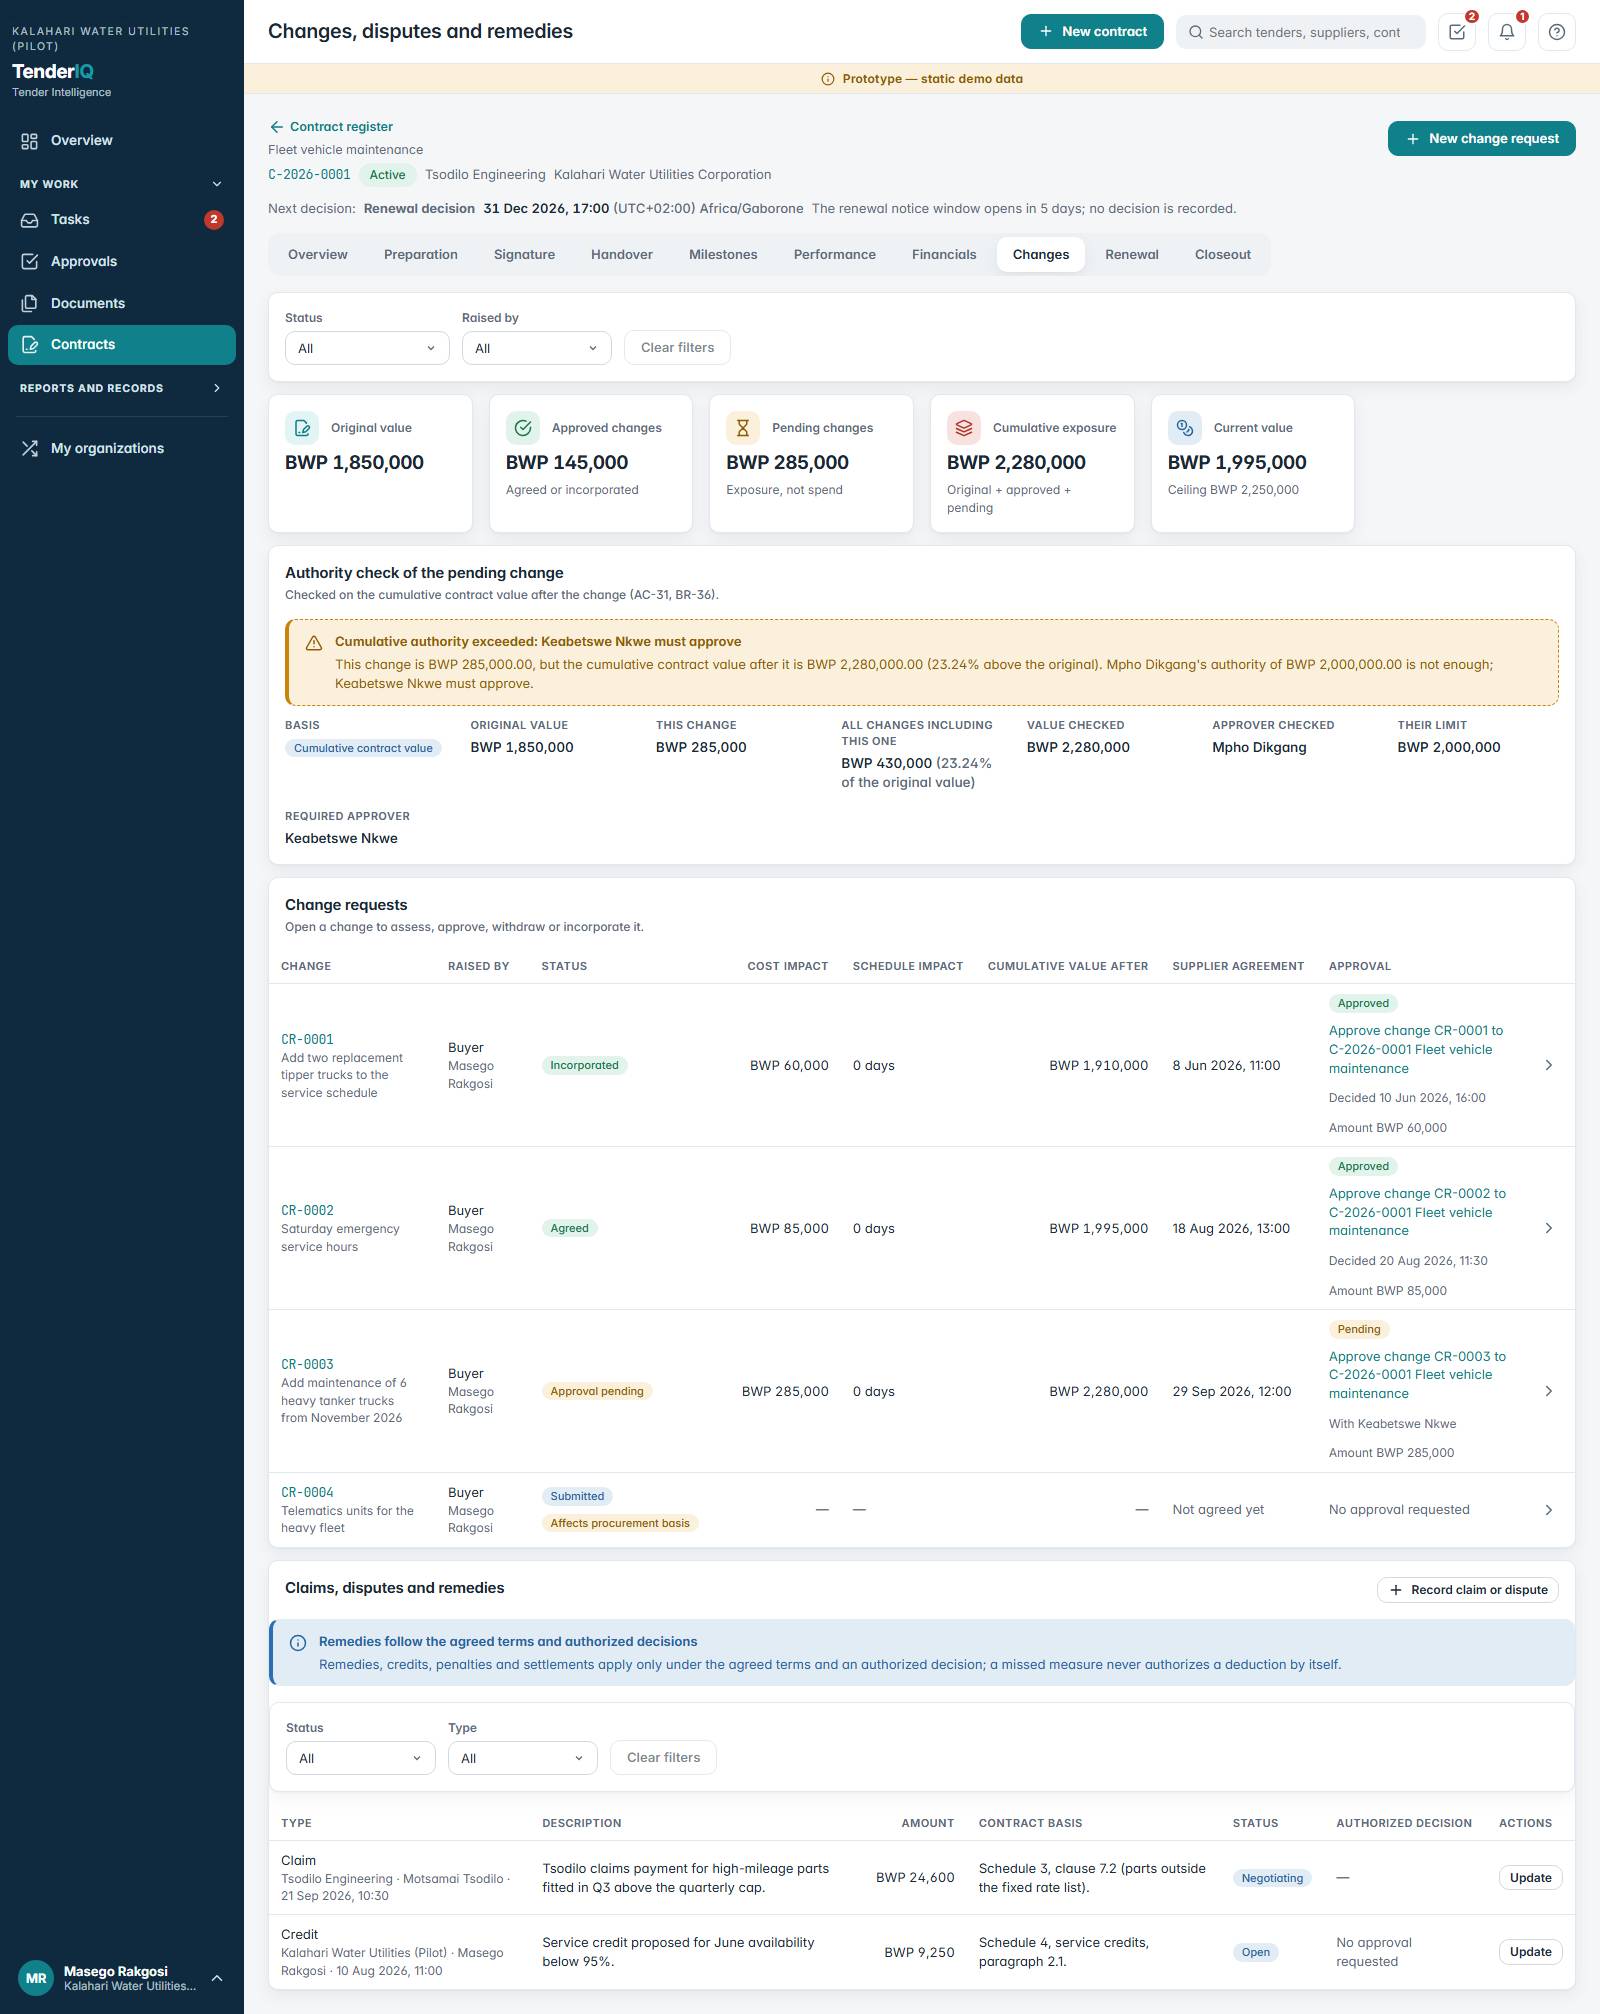 KALAHARI WATER UTILITIES
(PILOT)
TenderIQ
Tender Intelligence
Overview
MY WORK
Tasks
2
Approvals
Documents
Contracts
REPORTS AND RECORDS
My organizations
MR
Masego Rakgosi
Kalahari Water Utilities...
Changes, disputes and remedies
New contract
Search tenders, suppliers, cont
2
1
Prototype — static demo data
Contract register
New change request
Fleet vehicle maintenance
C-2026-0001 Active Tsodilo Engineering Kalahari Water Utilities Corporation
Next decision: Renewal decision 31 Dec 2026, 17:00 (UTC+02:00) Africa/Gaborone The renewal notice window opens in 5 days; no decision is recorded.
Overview Preparation Signature Handover Milestones Performance Financials Changes Renewal Closeout
Status Raised by
All All Clear filters
Original value
BWP 1,850,000
Approved changes
BWP 145,000
Agreed or incorporated
Pending changes
BWP 285,000
Exposure, not spend
Cumulative exposure
BWP 2,280,000
Original + approved +
pending
Current value
BWP 1,995,000
Ceiling BWP 2,250,000
Authority check of the pending change
Checked on the cumulative contract value after the change (AC-31, BR-36).
Cumulative authority exceeded: Keabetswe Nkwe must approve
This change is BWP 285,000.00, but the cumulative contract value after it is BWP 2,280,000.00 (23.24% above the original). Mpho Dikgang's authority of BWP 2,000,000.00 is not enough;
Keabetswe Nkwe must approve.
BASIS
Cumulative contract value
ORIGINAL VALUE
BWP 1,850,000
THIS CHANGE
BWP 285,000
ALL CHANGES INCLUDING
THIS ONE
BWP 430,000 (23.24%
of the original value)
VALUE CHECKED
BWP 2,280,000
APPROVER CHECKED
Mpho Dikgang
THEIR LIMIT
BWP 2,000,000
REQUIRED APPROVER
Keabetswe Nkwe
Change requests
Open a change to assess, approve, withdraw or incorporate it.
CHANGE RAISED BY STATUS COST IMPACT SCHEDULE IMPACT CUMULATIVE VALUE AFTER SUPPLIER AGREEMENT APPROVAL
CR-0001
Add two replacement
tipper trucks to the
service schedule
Buyer
Masego
Rakgosi
Incorporated
BWP 60,000
0 days
BWP 1,910,000
8 Jun 2026, 11:00
Approved
Approve change CR-0001 to
C-2026-0001 Fleet vehicle
maintenance
Decided 10 Jun 2026, 16:00
Amount BWP 60,000
CR-0002
Saturday emergency
service hours
Buyer
Masego
Rakgosi
Agreed
BWP 85,000
0 days
BWP 1,995,000
18 Aug 2026, 13:00
Approved
Approve change CR-0002 to
C-2026-0001 Fleet vehicle
maintenance
Decided 20 Aug 2026, 11:30
Amount BWP 85,000
CR-0003
Add maintenance of 6
heavy tanker trucks
from November 2026
Buyer
Masego
Rakgosi
Approval pending
BWP 285,000
0 days
BWP 2,280,000
29 Sep 2026, 12:00
Pending
Approve change CR-0003 to
C-2026-0001 Fleet vehicle
maintenance
With Keabetswe Nkwe
Amount BWP 285,000
CR-0004
Telematics units for the
heavy fleet
Buyer
Masego
Rakgosi
Submitted
Affects procurement basis
—
—
—
Not agreed yet
No approval requested
Claims, disputes and remedies
Record claim or dispute
Remedies follow the agreed terms and authorized decisions
Remedies, credits, penalties and settlements apply only under the agreed terms and an authorized decision; a missed measure never authorizes a deduction by itself.
Status Type
All All Clear filters
TYPE DESCRIPTION AMOUNT CONTRACT BASIS STATUS AUTHORIZED DECISION ACTIONS
Claim
Tsodilo Engineering · Motsamai Tsodilo ·
21 Sep 2026, 10:30
Tsodilo claims payment for high-mileage parts
fitted in Q3 above the quarterly cap.
BWP 24,600
Schedule 3, clause 7.2 (parts outside
the fixed rate list).
Negotiating
—
Update
Credit
Kalahari Water Utilities (Pilot) · Masego
Rakgosi · 10 Aug 2026, 11:00
Service credit proposed for June availability
below 95%.
BWP 9,250
Schedule 4, service credits,
paragraph 2.1.
Open
No approval
requested
Update